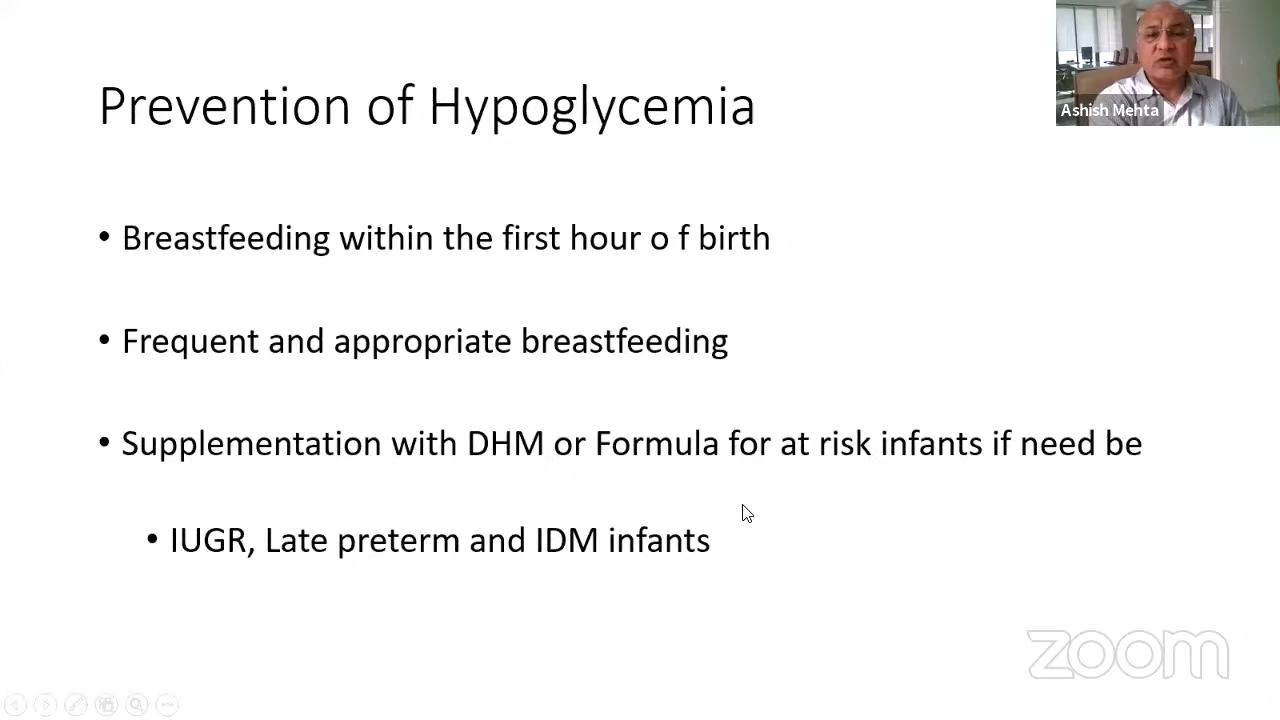 Ashish Mehta
Prevention of Hypoglycemia
• Breastfeeding within the first hour o f birth
• Frequent and appropriate breastfeeding
• Supplementation with DHM or Formula for at risk infants if need be
• IUGR, Late preterm and IDM infants
zoom